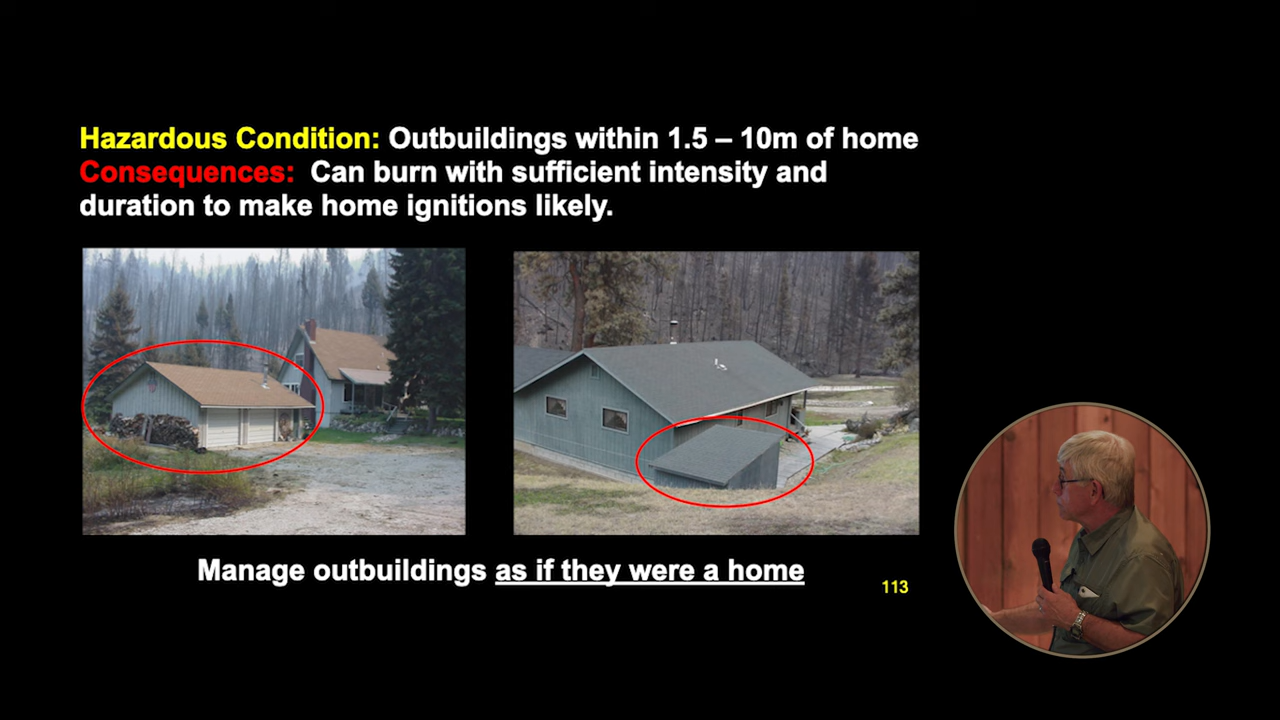 Hazardous Condition: Outbuildings within 1.5 – 10m of home
Consequences: Can burn with sufficient intensity and
duration to make home ignitions likely.
Manage outbuildings as if they were a home
113